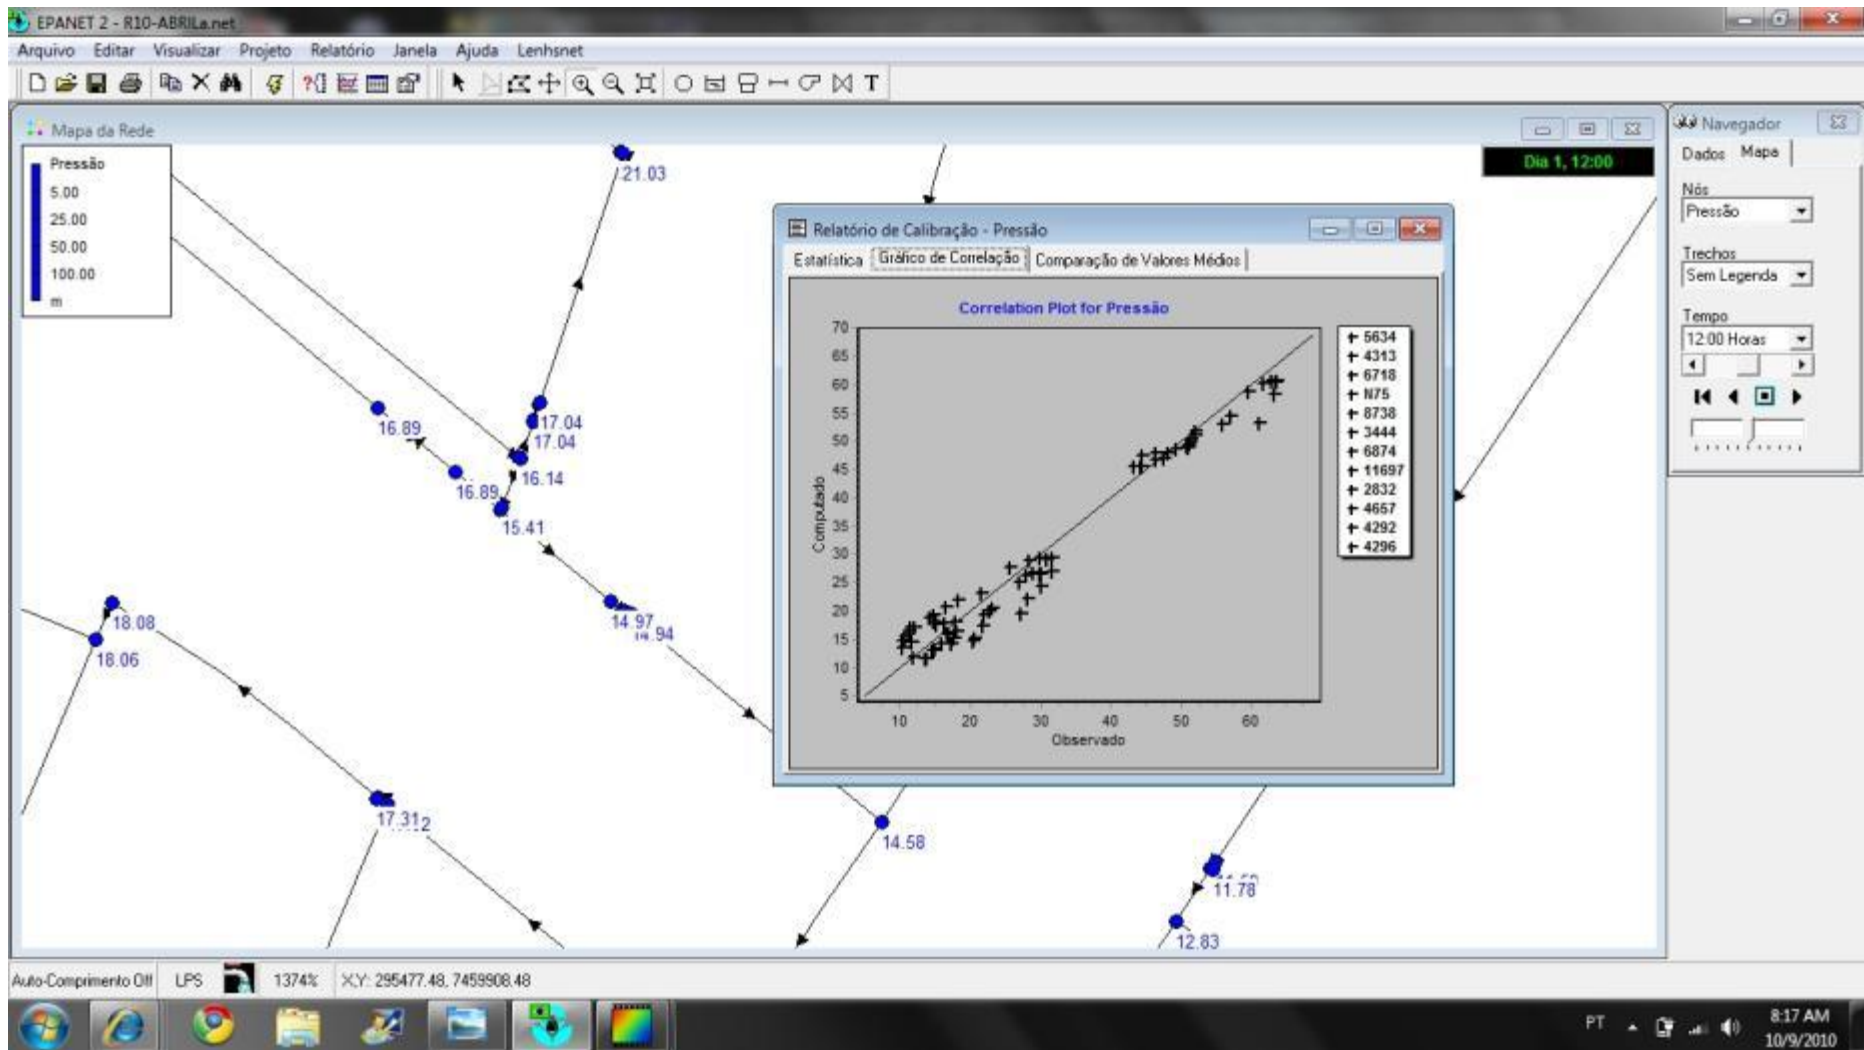 EPANET 2 - R10-ABRILa.net
Arquivo Editar Visualizar Projeto Relatório Janela Ajuda Lenhsnet
Mapa da Rede
Pressão
5.00
25.00
50.00
100.00
m
Dia 1, 12:00
21.03
16.89
17.04
17.04
16.14
16.89
15.41
14.97
18.08
18.06
17.31
14.58
11.78
12.83
Relatório de Calibração - Pressão
Estatística Gráfico de Correlação Comparação de Valores Médios
Correlation Plot for Pressão
70
65
60
55
50
45
40
35
30
25
20
15
10
5
Computado
10 20 30 40 50 60
Observado
5634
4313
6718
N75
8738
3444
6874
11697
2832
4657
4292
4296
Navegador
Dados Mapa
Nós
Pressão
Trechos
Sem Legenda
Tempo
12:00 Horas
Auto-Comprimento Off LPS 1374% X,Y: 295477.48, 7459908.48
PT 8:17 AM
10/9/2010